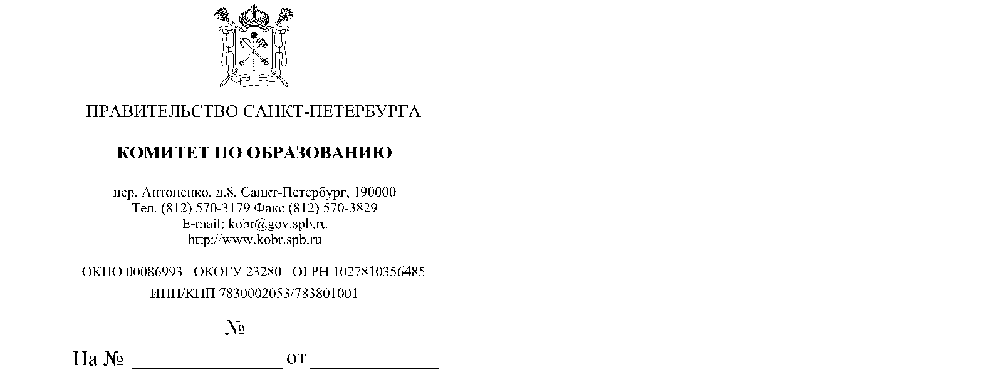 ПРАВИТЕЛЬСТВО САНКТ-ПЕТЕРБУРГА
КОМИТЕТ ПО ОБРАЗОВАНИЮ
пер. Антоненко, д.8, Санкт-Петербург, 190000
Тел. (812) 570-3179 Факс (812) 570-3829
E-mail: kobr@gov.spb.ru
http://www.kobr.spb.ru
ОКПО 00086993 ОКОГУ 23280 ОГРН 1027810356485
ИНН/КПП 7830002053/783801001
№
На № от